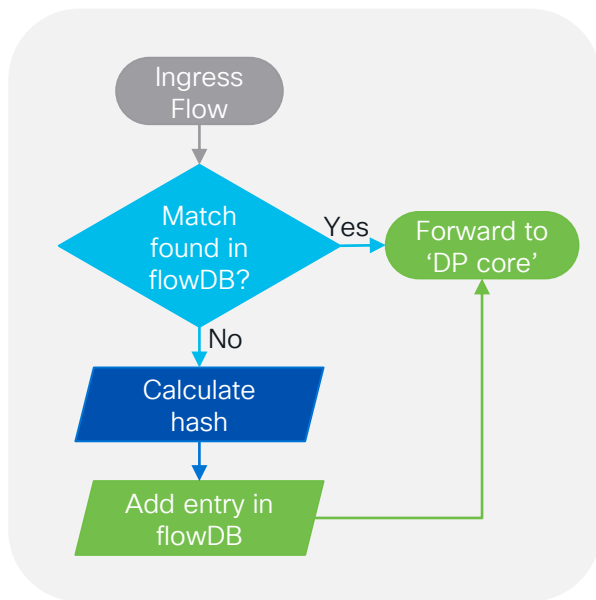 Ingress
Flow
Match
found in
flowDB?
Yes
Forward to
‘DP core’
No
Calculate
hash
Add entry in
flowDB